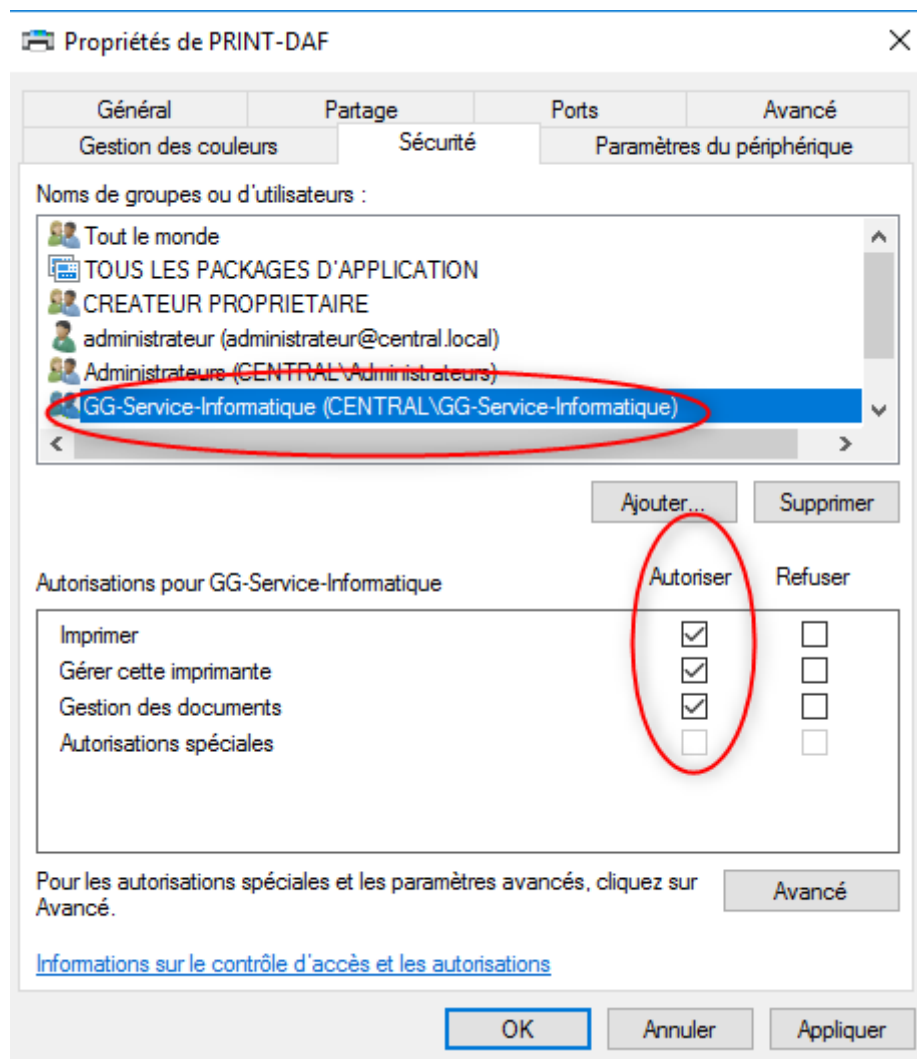 Propriétés de PRINT-DAF
Général Partage Ports Avancé
Gestion des couleurs Sécurité Paramètres du périphérique
Noms de groupes ou d'utilisateurs :
Tout le monde
TOUS LES PACKAGES D'APPLICATION
CREATEUR PROPRIETAIRE
administrateur (administrateur@central.local)
Administrateurs (CENTRAL\Administrateurs)
GG-Service-Informatique (CENTRAL\GG-Service-Informatique)
Ajouter... Supprimer
Autorisations pour GG-Service-Informatique Autoriser Refuser
Imprimer
Gérer cette imprimante
Gestion des documents
Autorisations spéciales
Pour les autorisations spéciales et les paramètres avancés, cliquez sur
Avancé.
Avancé
Informations sur le contrôle d'accès et les autorisations
OK Annuler Appliquer